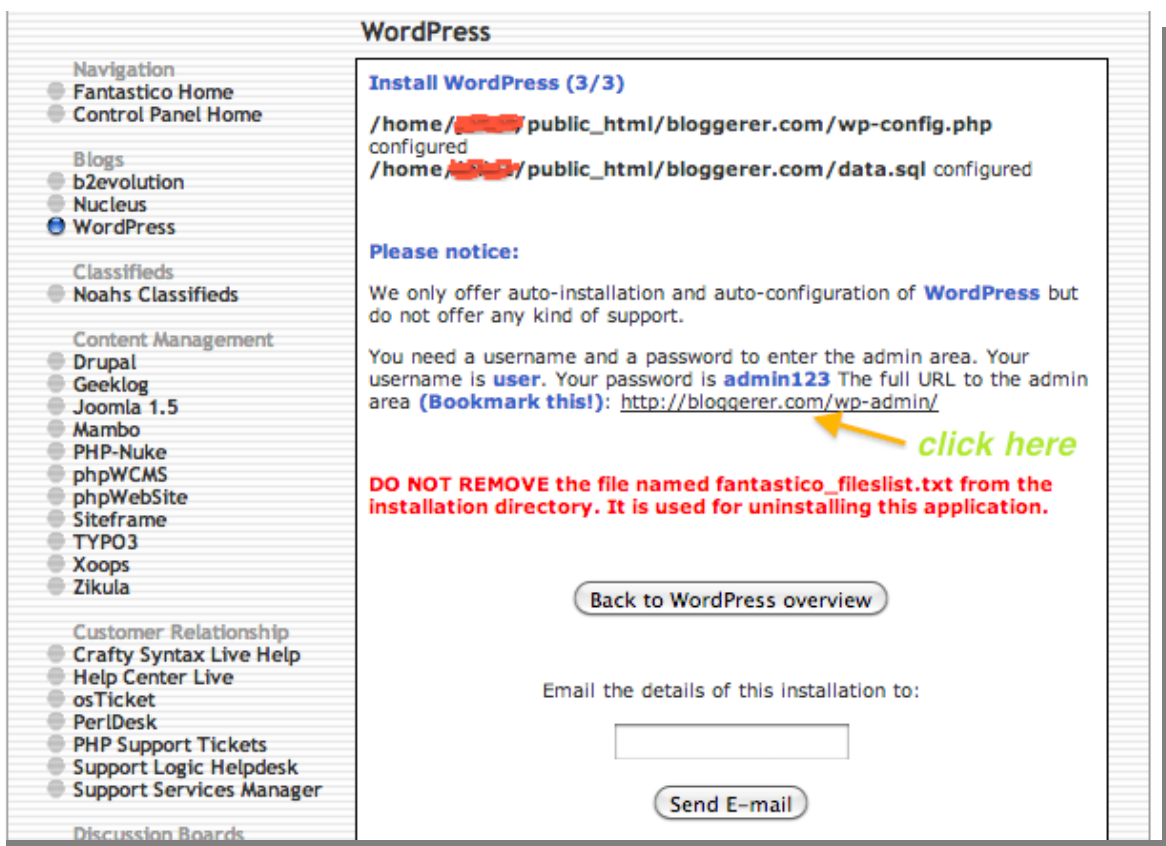 WordPress
Navigation
Fantastico Home
Control Panel Home
Blogs
b2evolution
Nucleus
WordPress
Classifieds
Noahs Classifieds
Content Management
Drupal
Geeklog
Joomla 1.5
Mambo
PHP-Nuke
phpWCMS
phpWebSite
Siteframe
TYPO3
Xoops
Zikula
Customer Relationship
Crafty Syntax Live Help
Help Center Live
osTicket
PerlDesk
PHP Support Tickets
Support Logic Helpdesk
Support Services Manager
Discussion Boards
Install WordPress (3/3)
/home/ /public_html/bloggerer.com/wp-config.php
configured
/home/ /public_html/bloggerer.com/data.sql configured
Please notice:
We only offer auto-installation and auto-configuration of WordPress but
do not offer any kind of support.
You need a username and a password to enter the admin area. Your
username is user. Your password is admin123 The full URL to the admin
area (Bookmark this!): http://bloggerer.com/wp-admin/
click here
DO NOT REMOVE the file named fantastico_fileslist.txt from the
installation directory. It is used for uninstalling this application.
Back to WordPress overview
Email the details of this installation to:
Send E-mail